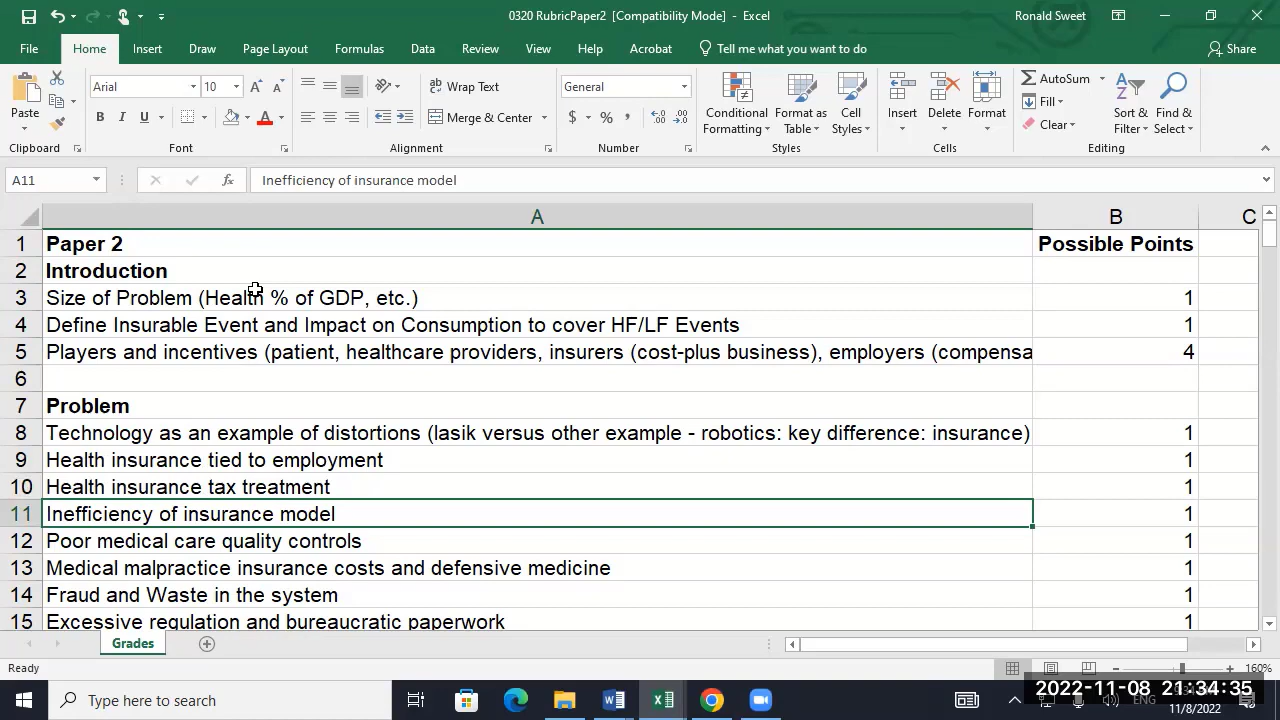 0320 RubricPaper2 [Compatibility Mode] - Excel
Ronald Sweet
File Home Insert Draw Page Layout Formulas Data Review View Help Acrobat Tell me what you want to do Share
Arial 10 Wrap Text General AutoSum
Paste Fill
B I U A Merge & Center $ % Conditional Formatting Format as Table Cell Styles Insert Delete Format Clear Sort & Filter Find & Select
Clipboard Font Alignment Number Styles Cells Editing
A11 fx Inefficiency of insurance model
A B C
1 Paper 2 Possible Points
2 Introduction
3 Size of Problem (Health % of GDP, etc.) 1
4 Define Insurable Event and Impact on Consumption to cover HF/LF Events 1
5 Players and incentives (patient, healthcare providers, insurers (cost-plus business), employers (compensa 4
6
7 Problem
8 Technology as an example of distortions (lasik versus other example - robotics: key difference: insurance) 1
9 Health insurance tied to employment 1
10 Health insurance tax treatment 1
11 Inefficiency of insurance model 1
12 Poor medical care quality controls 1
13 Medical malpractice insurance costs and defensive medicine 1
14 Fraud and Waste in the system 1
15 Excessive regulation and bureaucratic paperwork 1
Grades
Ready 160%
Type here to search
2022-11-08 21:34:35
ENG
11/8/2022